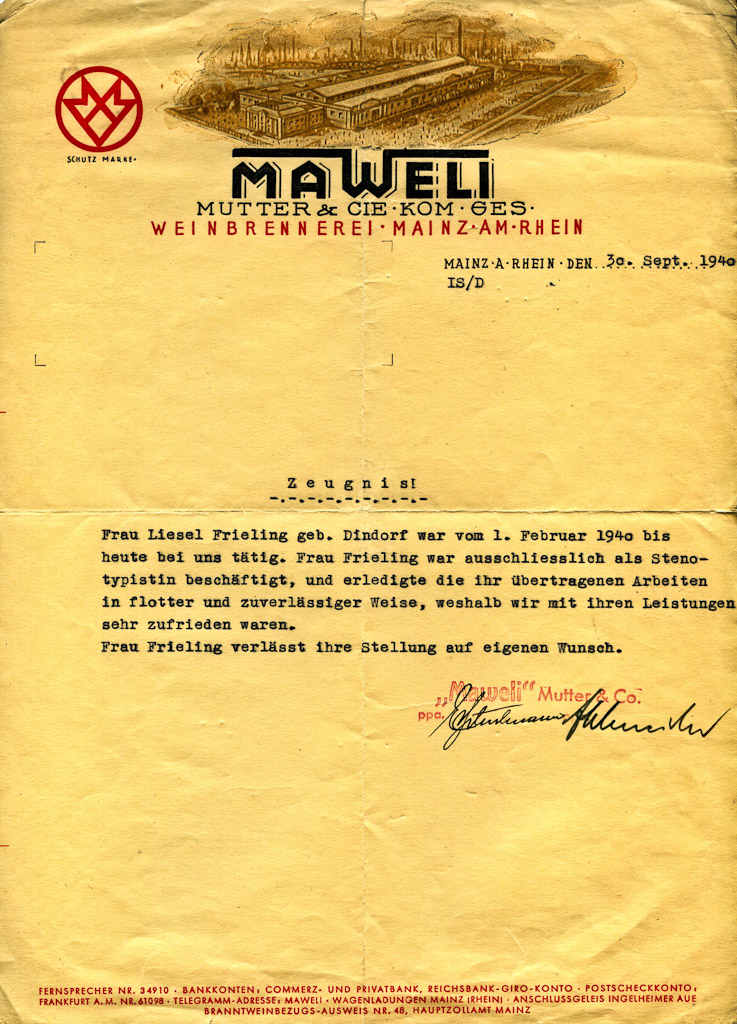 SCHUTZ MARKE·
MAWELI
MUTTER & CIE·KOM·GES·
WEINBRENNEREI·MAINZ·AM·RHEIN
MAINZ·A·RHEIN·DEN 30. Sept. 1940
IS/D
Zeugnis!
-.-.-.-.-.-.-.-.-.-
Frau Liesel Frieling geb. Dindorf war vom 1. Februar 1940 bis
heute bei uns tätig. Frau Frieling war ausschliesslich als Steno-
typistin beschäftigt, und erledigte die ihr übertragenen Arbeiten
in flotter und zuverlässiger Weise, weshalb wir mit ihren Leistungen
sehr zufrieden waren.
Frau Frieling verlässt ihre Stellung auf eigenen Wunsch.
„Maweli“ Mutter & Co.
ppa.
FERNSPRECHER NR. 34910 · BANKKONTEN: COMMERZ- UND PRIVATBANK, REICHSBANK-GIRO-KONTO · POSTSCHECKKONTO:
FRANKFURT A. M. NR. 61098 · TELEGRAMM-ADRESSE: MAWELI · WAGENLADUNGEN MAINZ (RHEIN) · ANSCHLUSSGELEIS INGELHEIMER AUE
BRANNTWEINBEZUGS-AUSWEIS NR. 48, HAUPTZOLLAMT MAINZ